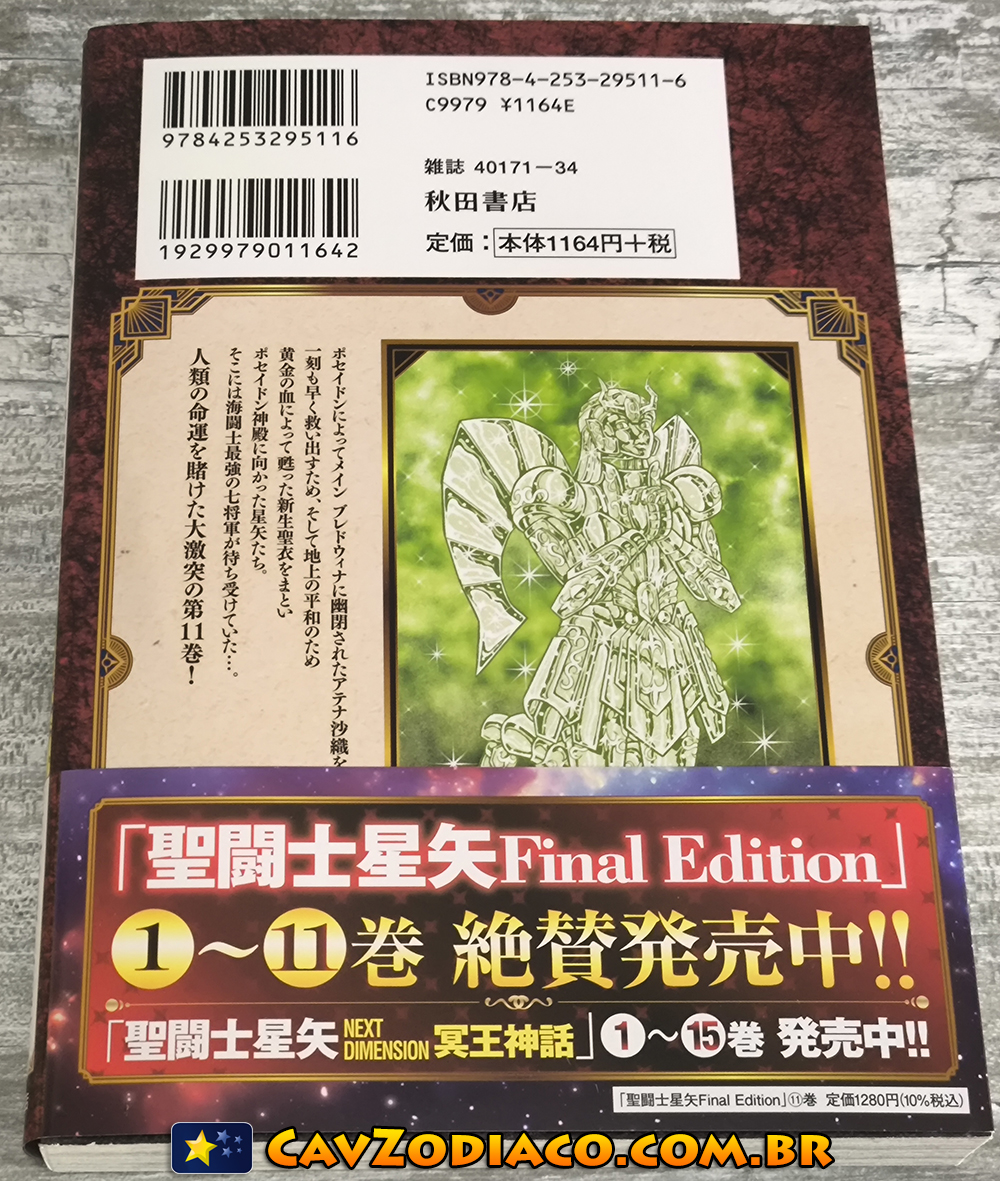 ISBN978-4-253-29511-6
C9979 ¥1164E
9784253295116
雑誌 40171-34
秋田書店
1929979011642
定価：本体1164円+税
ポセイドンによってメイン ブレドウィナに幽閉されたアテナ沙織を
一刻も早く救い出すため、そして地上の平和のため
黄金の血によって甦った新生聖衣をまとい
ポセイドン神殿に向かった星矢たち。
そこには海闘士最強の七将軍が待ち受けていた…。
人類の命運を賭けた大激突の第11巻！
「聖闘士星矢Final Edition」
1〜11巻 絶賛発売中!!
「聖闘士星矢 NEXT DIMENSION 冥王神話」1〜15巻 発売中!!
「聖闘士星矢Final Edition」⑪巻 定価1280円(10%税込)
CAVZODIACO.COM.BR